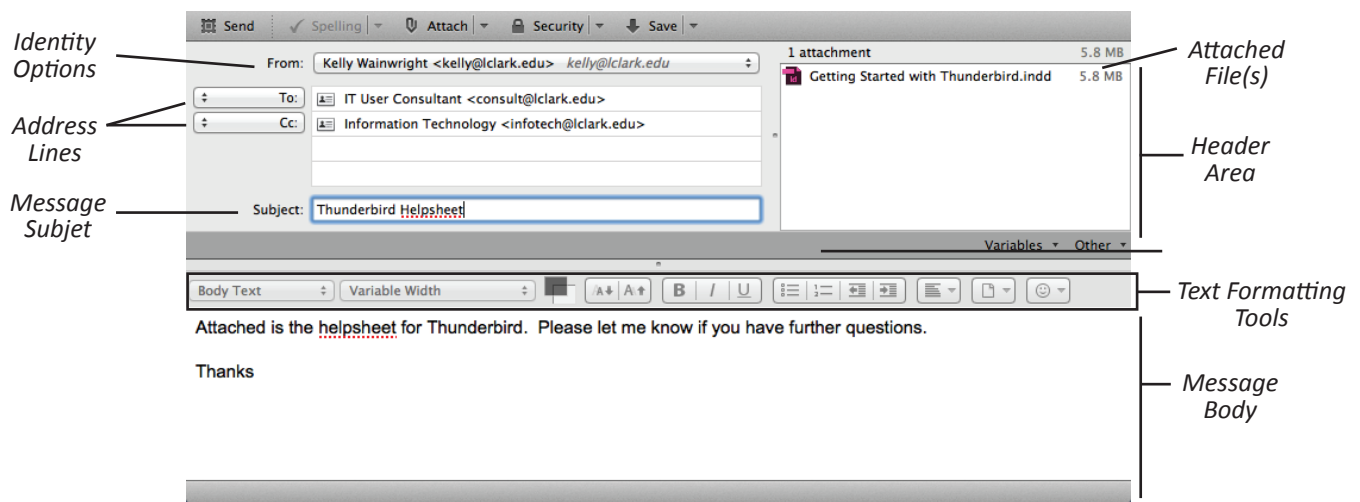 Send Spelling Attach Security Save
Identity
Options
From: Kelly Wainwright <kelly@lclark.edu> kelly@lclark.edu
1 attachment 5.8 MB
Getting Started with Thunderbird.indd 5.8 MB
Attached
File(s)
Address
Lines
To: IT User Consultant <consult@lclark.edu>
Cc: Information Technology <infotech@lclark.edu>
Header
Area
Message
Subjet
Subject: Thunderbird Helpsheet
Variables Other
Body Text Variable Width A A B I U
Text Formatting
Tools
Attached is the helpsheet for Thunderbird. Please let me know if you have further questions.
Thanks
Message
Body